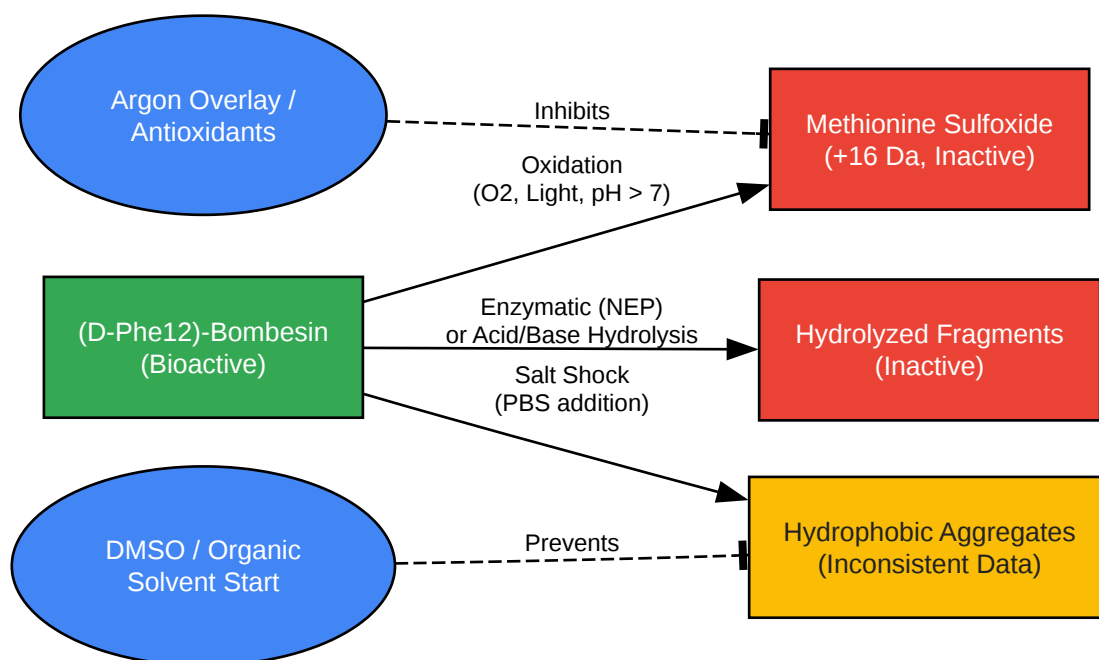 Argon Overlay /
Antioxidants
Inhibits
Methionine Sulfoxide
(+16 Da, Inactive)
Oxidation
(O2, Light, pH > 7)
(D-Phe12)-Bombesin
(Bioactive)
Enzymatic (NEP)
or Acid/Base Hydrolysis
Hydrolyzed Fragments
(Inactive)
Salt Shock
(PBS addition)
DMSO / Organic
Solvent Start
Prevents
Hydrophobic Aggregates
(Inconsistent Data)